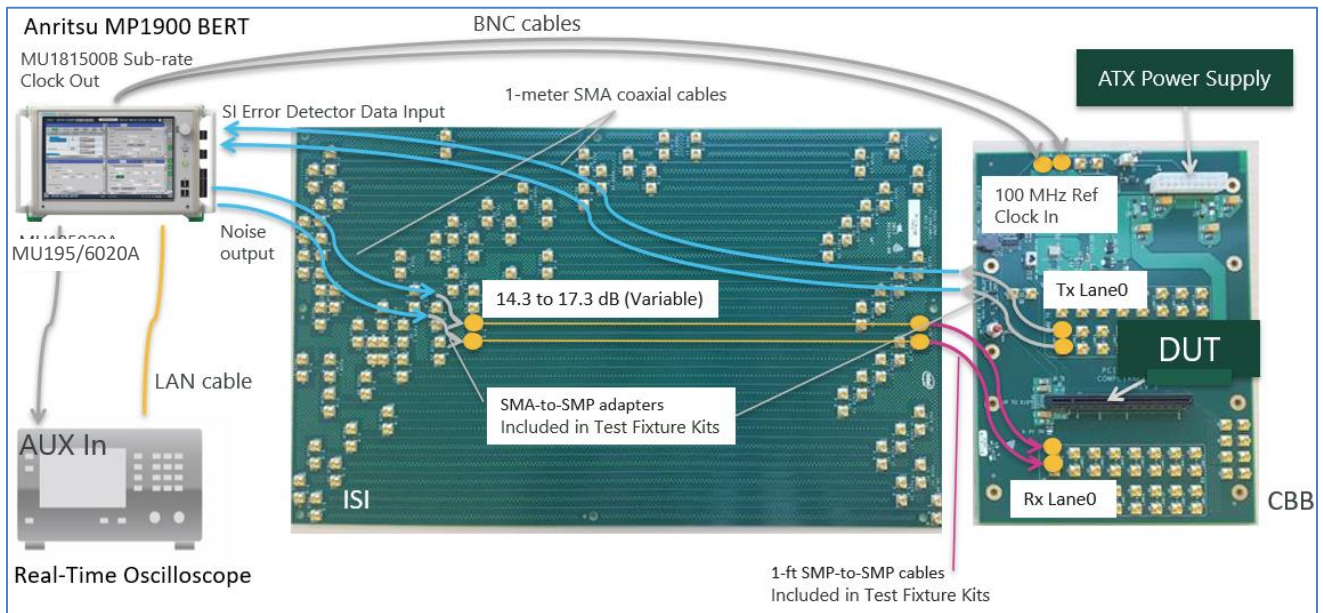 Anritsu MP1900 BERT
BNC cables
MU181500B Sub-rate
Clock Out
ATX Power Supply
1-meter SMA coaxial cables
SI Error Detector Data Input
100 MHz Ref
Clock In
Noise
output
MU195/6020A
14.3 to 17.3 dB (Variable)
Tx Lane0
DUT
LAN cable
SMA-to-SMP adapters
Included in Test Fixture Kits
AUX In
ISI
Rx Lane0
CBB
Real-Time Oscilloscope
1-ft SMP-to-SMP cables
Included in Test Fixture Kits